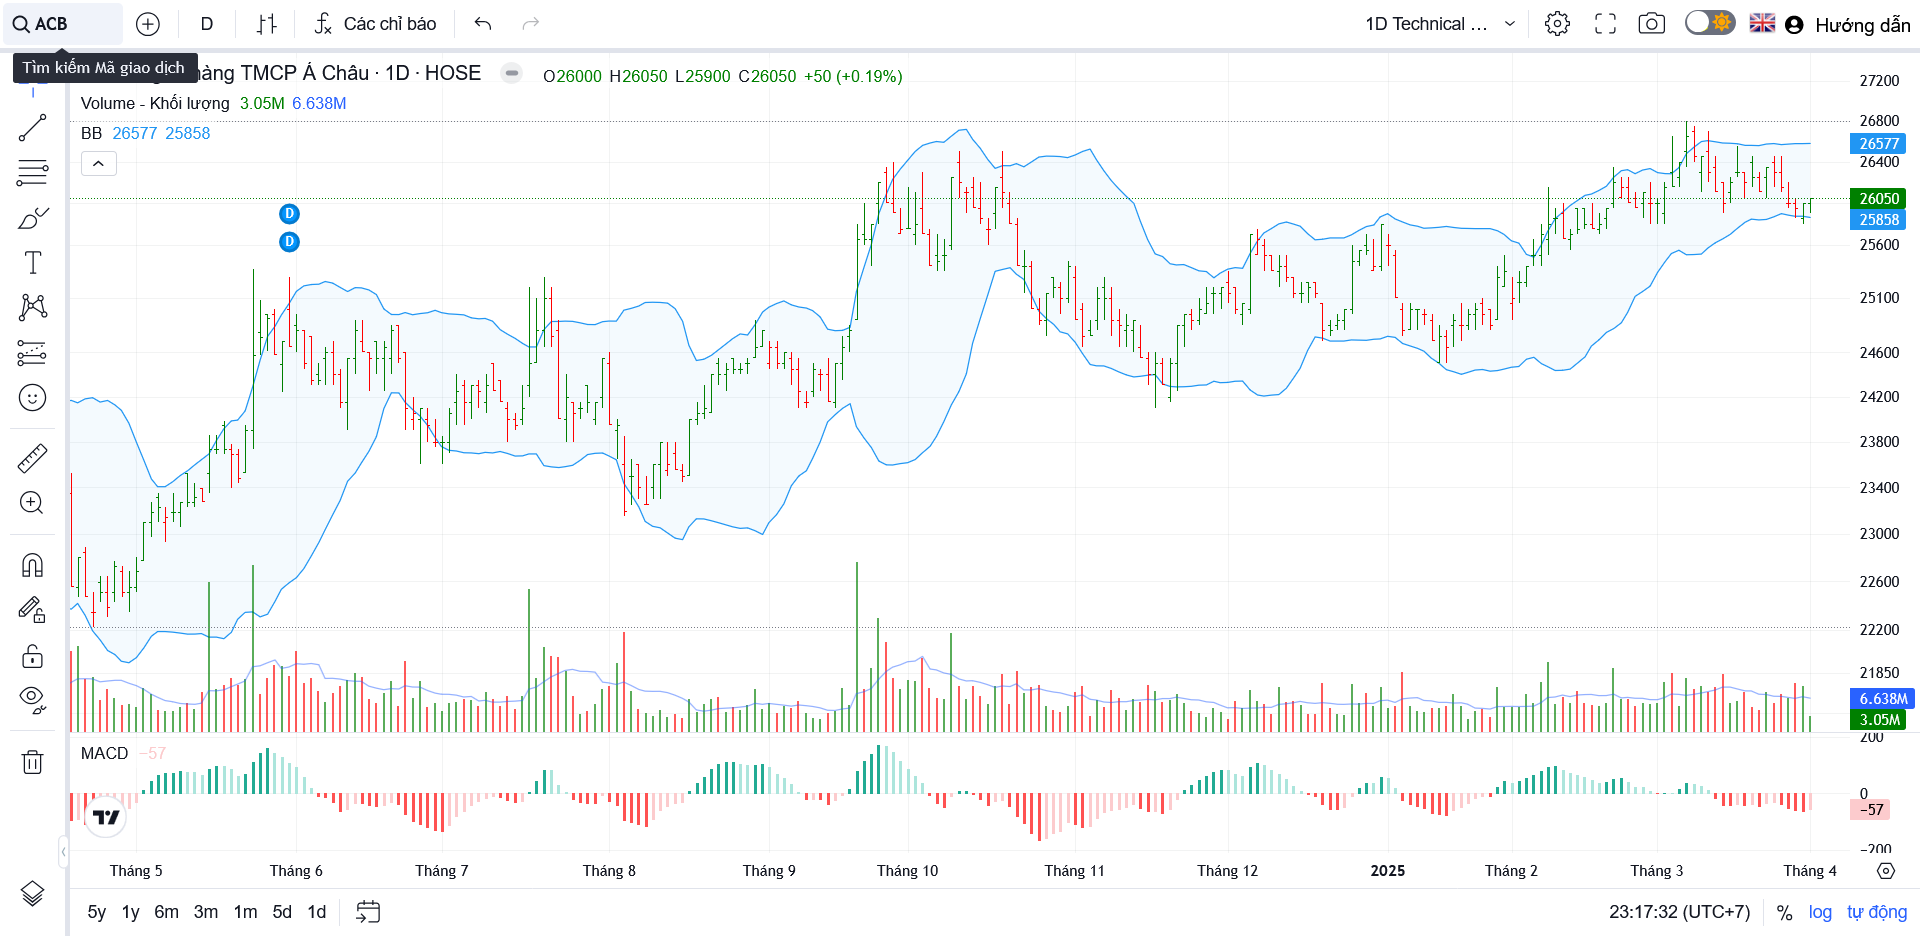 ACB
D
Các chỉ báo
1D Technical ...
Hướng dẫn
Tìm kiếm Mã giao dịch
hàng TMCP Á Châu · 1D · HOSE
O26000 H26050 L25900 C26050 +50 (+0.19%)
Volume - Khối lượng 3.05M 6.638M
BB 26577 25858
D
D
27200
26800
26577
26400
26050
25858
25600
25100
24600
24200
23800
23400
23000
22600
22200
21850
6.638M
3.05M
200
MACD −57
0
−57
−200
Tháng 5 Tháng 6 Tháng 7 Tháng 8 Tháng 9 Tháng 10 Tháng 11 Tháng 12 2025 Tháng 2 Tháng 3 Tháng 4
5y 1y 6m 3m 1m 5d 1d
23:17:32 (UTC+7) % log tự động